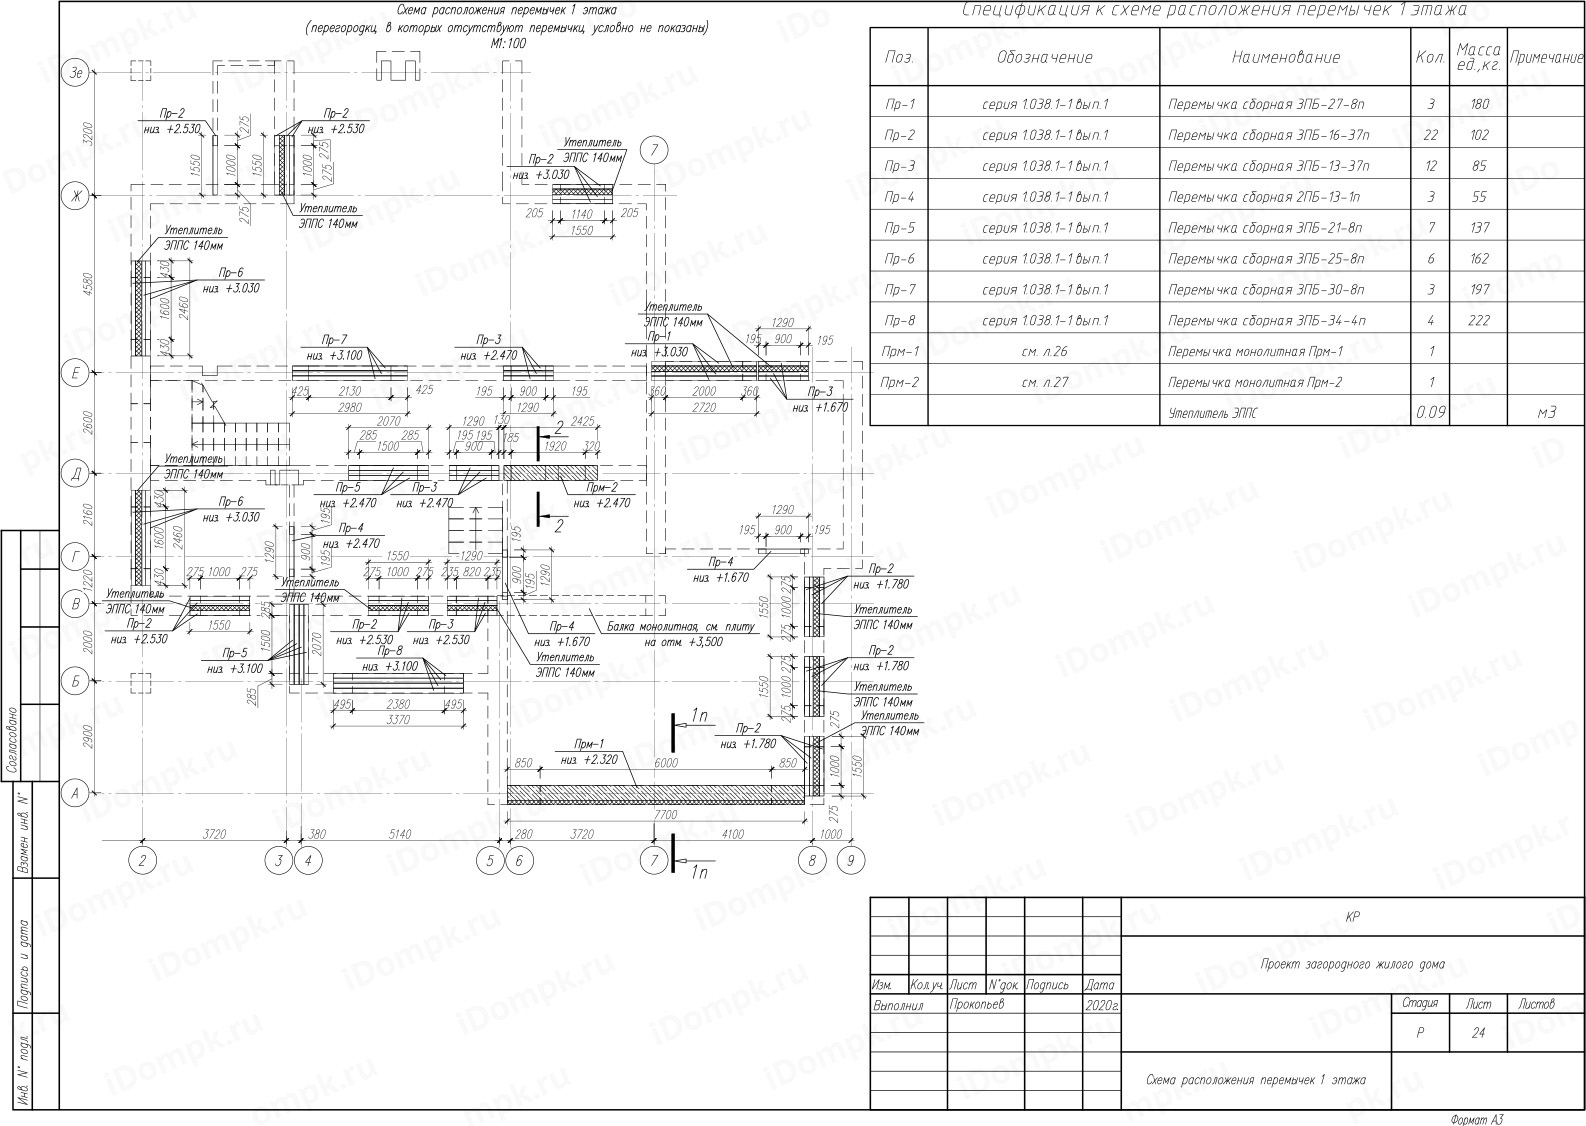 Схема расположения перемычек 1 этажа
(перегородки, в которых отсутствуют перемычки, условно не показаны)
М1:100
Спецификация к схеме расположения перемычек 1 этажа
Поз. Обозначение Наименование Кол. Масса ед.,кг. Примечание
Пр-1 серия 1.038.1-1 вып.1 Перемычка сборная 3ПБ-27-8п 3 180
Пр-2 серия 1.038.1-1 вып.1 Перемычка сборная 3ПБ-16-37п 22 102
Пр-3 серия 1.038.1-1 вып.1 Перемычка сборная 3ПБ-13-37п 12 85
Пр-4 серия 1.038.1-1 вып.1 Перемычка сборная 2ПБ-13-1п 3 55
Пр-5 серия 1.038.1-1 вып.1 Перемычка сборная 3ПБ-21-8п 7 137
Пр-6 серия 1.038.1-1 вып.1 Перемычка сборная 3ПБ-25-8п 6 162
Пр-7 серия 1.038.1-1 вып.1 Перемычка сборная 3ПБ-30-8п 3 197
Пр-8 серия 1.038.1-1 вып.1 Перемычка сборная 3ПБ-34-4п 4 222
Прм-1 см. л.26 Перемычка монолитная Прм-1 1
Прм-2 см. л.27 Перемычка монолитная Прм-2 1
Утеплитель ЭППС 0.09 м3
3е
3200
Пр-2
низ. +2.530
275
1550
1000
275
1550
Пр-2
низ. +2.530
1000
275
275
Утеплитель
ЭППС 140мм
Утеплитель
ЭППС 140мм
Пр-2
низ. +3.030
205 1140 205
1550
7
Ж
4580
Утеплитель
ЭППС 140мм
430
1600
430
2460
Пр-6
низ. +3.030
Пр-7
низ. +3.100
Пр-3
низ. +2.470
Утеплитель
ЭППС 140мм
Пр-1
низ. +3.030
1290
195 900 195
Е
425 2130 425
2980
195 900 195
1290
360 2000 360
2720
Пр-3
низ. +1.670
2600
2070
285 285
1500
1290
195 195
900
130
185
2425
1920 320
2
2
Д
Утеплитель
ЭППС 140мм
Пр-5
низ. +2.470
Пр-3
низ. +2.470
Прм-2
низ. +2.470
2160
430
1600
430
2460
Пр-6
низ. +3.030
1290
195
900
195
Пр-4
низ. +2.470
195
900
195
1290
1290
195 900 195
Г
1220
275 1000 275
1550
275 1000 275
1290
235 820 235
Пр-4
низ. +1.670
Утеплитель
ЭППС 140мм
Утеплитель
ЭППС 140мм
В
Пр-2
низ. +2.530
1550
285
1500
285
2070
Пр-2
низ. +2.530
Пр-3
низ. +2.530
Пр-4
низ. +1.670
Балка монолитная, см. плиту
на отм. +3,500
Утеплитель
ЭППС 140мм
Пр-2
низ. +1.780
1550
275
1000
275
Утеплитель
ЭППС 140мм
2000
Пр-5
низ. +3.100
Пр-8
низ. +3.100
Б
495 2380 495
3370
Пр-2
низ. +1.780
1550
275
1000
275
Утеплитель
ЭППС 140мм
2900
Пр-2
низ. +1.780
Утеплитель
ЭППС 140мм
275
1000
1550
275
1п
Прм-1
низ. +2.320
850 6000 850
А
7700
3720 380 5140 280 3720 4100 1000
2 3 4 5 6 7 8 9
1п
Согласовано
Взамен инв. N°
Подпись и дата
Инв. N° подл.
КР
Проект загородного жилого дома
Изм. Кол.уч. Лист N°док. Подпись Дата
Выполнил Прокопьев 2020г.
Стадия Лист Листов
Р 24
Схема расположения перемычек 1 этажа
Формат А3
iDompk.ru